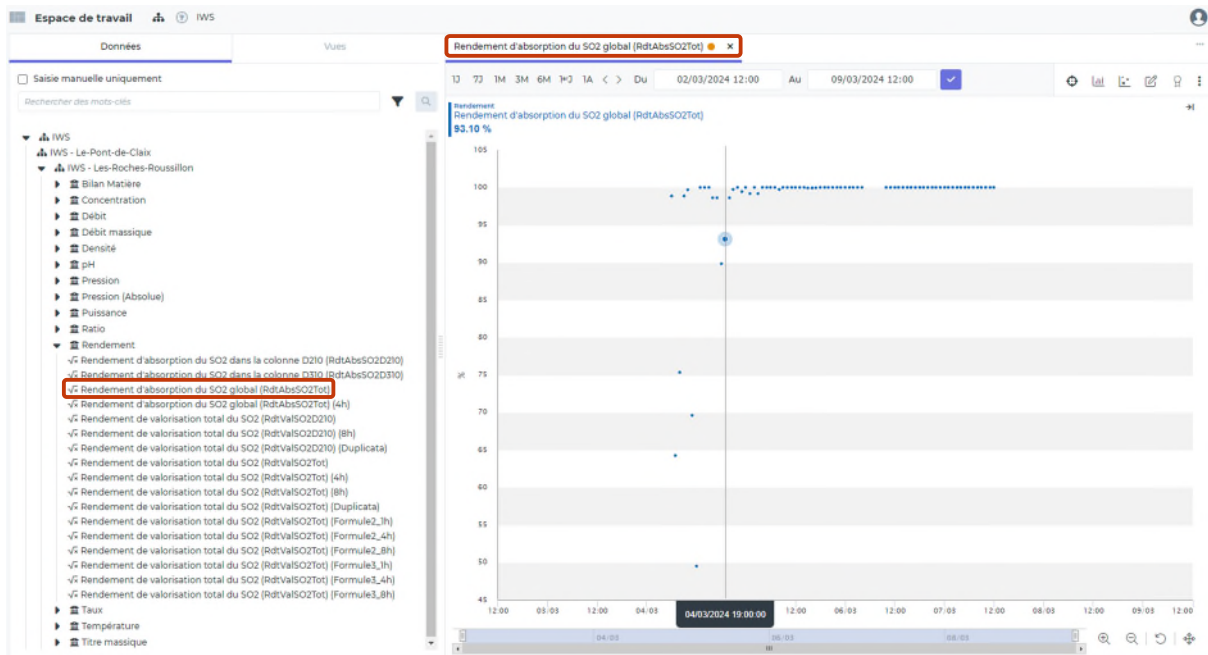 Espace de travail IWS
Données Vues
Saisie manuelle uniquement
Rechercher des mots-clés
IWS
IWS - Le-Pont-de-Claix
IWS - Les-Roches-Roussillon
Bilan Matière
Concentration
Débit
Débit massique
Densité
pH
Pression
Pression (Absolue)
Puissance
Ratio
Rendement
Rendement d'absorption du SO2 dans la colonne D210 (RdtAbsSO2D210)
Rendement d'absorption du SO2 dans la colonne D310 (RdtAbsSO2D310)
Rendement d'absorption du SO2 global (RdtAbsSO2Tot)
Rendement d'absorption du SO2 global (RdtAbsSO2Tot) (4h)
Rendement de valorisation total du SO2 (RdtValSO2D210)
Rendement de valorisation total du SO2 (RdtValSO2D210) (8h)
Rendement de valorisation total du SO2 (RdtValSO2D210) (Duplicata)
Rendement de valorisation total du SO2 (RdtValSO2Tot)
Rendement de valorisation total du SO2 (RdtValSO2Tot) (4h)
Rendement de valorisation total du SO2 (RdtValSO2Tot) (8h)
Rendement de valorisation total du SO2 (RdtValSO2Tot) (Duplicata)
Rendement de valorisation total du SO2 (RdtValSO2Tot) (Formule2_1h)
Rendement de valorisation total du SO2 (RdtValSO2Tot) (Formule2_4h)
Rendement de valorisation total du SO2 (RdtValSO2Tot) (Formule2_8h)
Rendement de valorisation total du SO2 (RdtValSO2Tot) (Formule3_1h)
Rendement de valorisation total du SO2 (RdtValSO2Tot) (Formule3_4h)
Rendement de valorisation total du SO2 (RdtValSO2Tot) (Formule3_8h)
Taux
Température
Titre massique
Rendement d'absorption du SO2 global (RdtAbsSO2Tot)
1J 7J 1M 3M 6M 1A Du 02/03/2024 12:00 Au 09/03/2024 12:00
Rendement
Rendement d'absorption du SO2 global (RdtAbsSO2Tot)
93.10 %
105
100
95
90
85
80
% 75
70
65
60
55
50
45
12:00 03/03 12:00 04/03 12:00 06/03 12:00 07/03 12:00 08/03 12:00 09/03 12:00
04/03/2024 19:00:00
04/03 06/03 08/03